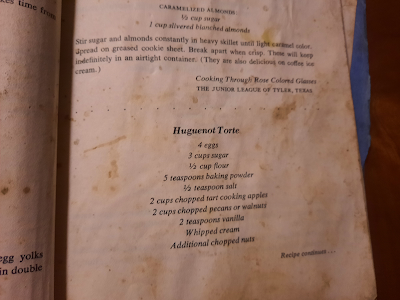 kes time from
CARAMELIZED ALMONDS
½ cup sugar
1 cup slivered blanched almonds
Stir sugar and almonds constantly in heavy skillet until light caramel color.
Spread on greased cookie sheet. Break apart when crisp. These will keep
indefinitely in an airtight container. (They are also delicious on coffee ice
cream.)
Cooking Through Rose Colored Glasses
THE JUNIOR LEAGUE OF TYLER, TEXAS
Huguenot Torte
4 eggs
3 cups sugar
½ cup flour
5 teaspoons baking powder
½ teaspoon salt
2 cups chopped tart cooking apples
2 cups chopped pecans or walnuts
2 teaspoons vanilla
Whipped cream
Additional chopped nuts
Recipe continues . . .
egg yolks
in double